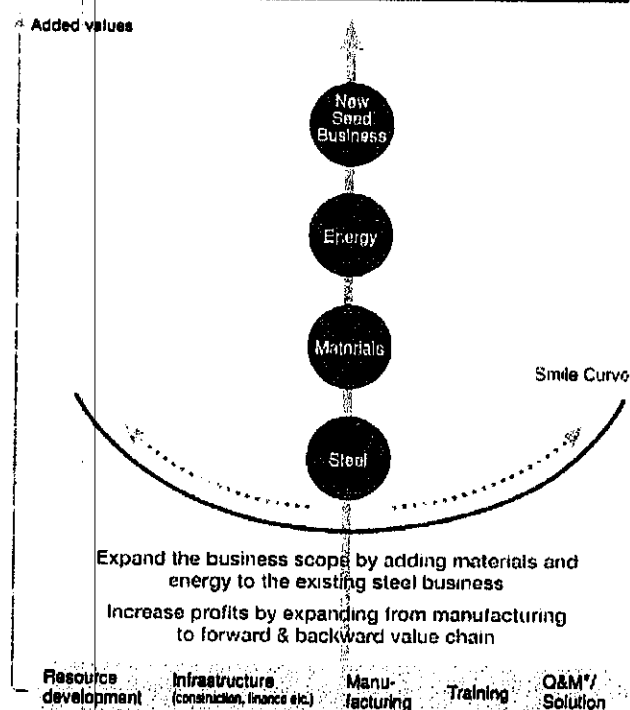 Added values
New
Seed
Business
Energy
Materials
Smile Curve
Steel
Expand the business scope by adding materials and
energy to the existing steel business
Increase profits by expanding from manufacturing
to forward & backward value chain
Resource
development
Infrastructure
(construction, finance etc.)
Manu-
facturing
Training
O&M*/
Solution